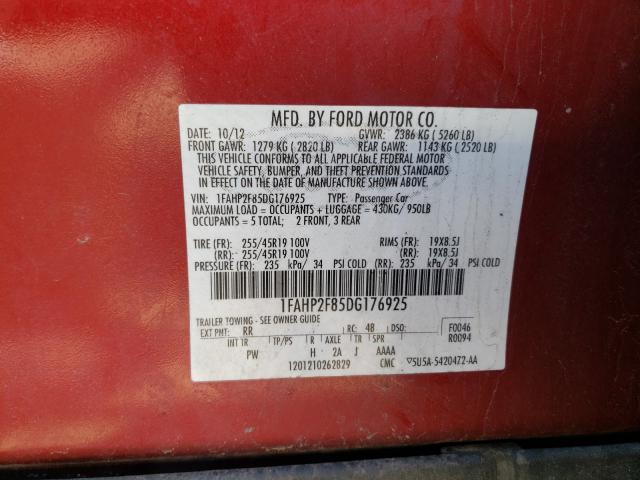 MFD. BY FORD MOTOR CO.
DATE: 10/12 GVWR: 2386 KG ( 5260 LB)
FRONT GAWR: 1279 KG ( 2820 LB) REAR GAWR: 1143 KG ( 2520 LB)
THIS VEHICLE CONFORMS TO ALL APPLICABLE FEDERAL MOTOR
VEHICLE SAFETY, BUMPER, AND THEFT PREVENTION STANDARDS
IN EFFECT ON THE DATE OF MANUFACTURE SHOWN ABOVE.
VIN: 1FAHP2F85DG176925 TYPE: Passenger Car
MAXIMUM LOAD = OCCUPANTS + LUGGAGE = 430KG/ 950LB
OCCUPANTS = 5 TOTAL; 2 FRONT, 3 REAR
TIRE (FR): 255/45R19 100V RIMS (FR): 19X8.5J
(RR): 255/45R19 100V (RR): 19X8.5J
PRESSURE (FR): 235 kPa/ 34 PSI COLD (RR): 235 kPa/ 34 PSI COLD
1FAHP2F85DG176925
TRAILER TOWING - SEE OWNER GUIDE
EXT PNT: RR RC: 48 DSO: F0046
R0094
INT TR TP/PS R AXLE TR SPR
PW H 2A J AAAA
1201210262829 CMC ▽5U5A-5420472-AA